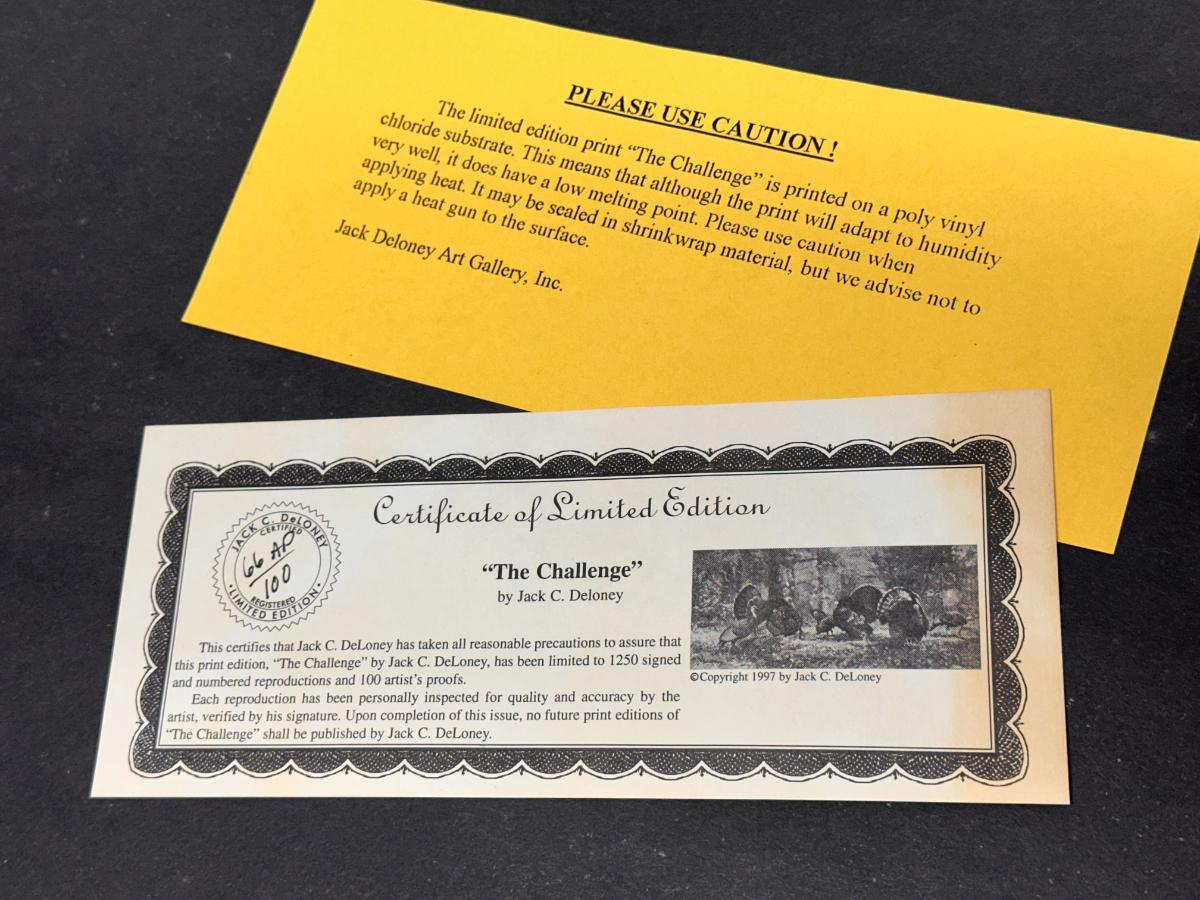 PLEASE USE CAUTION !
The limited edition print “The Challenge” is printed on a poly vinyl
chloride substrate. This means that although the print will adapt to humidity
very well, it does have a low melting point. Please use caution when
applying heat. It may be sealed in shrinkwrap material, but we advise not to
apply a heat gun to the surface.
Jack Deloney Art Gallery, Inc.
Certificate of Limited Edition
JACK C. DeLONEY
CERTIFIED
66 AP
100
REGISTERED
•LIMITED EDITION•
“The Challenge”
by Jack C. Deloney
This certifies that Jack C. DeLoney has taken all reasonable precautions to assure that
this print edition, “The Challenge” by Jack C. DeLoney, has been limited to 1250 signed
and numbered reproductions and 100 artist’s proofs.
Each reproduction has been personally inspected for quality and accuracy by the
artist, verified by his signature. Upon completion of this issue, no future print editions of
“The Challenge” shall be published by Jack C. DeLoney.
©Copyright 1997 by Jack C. DeLoney